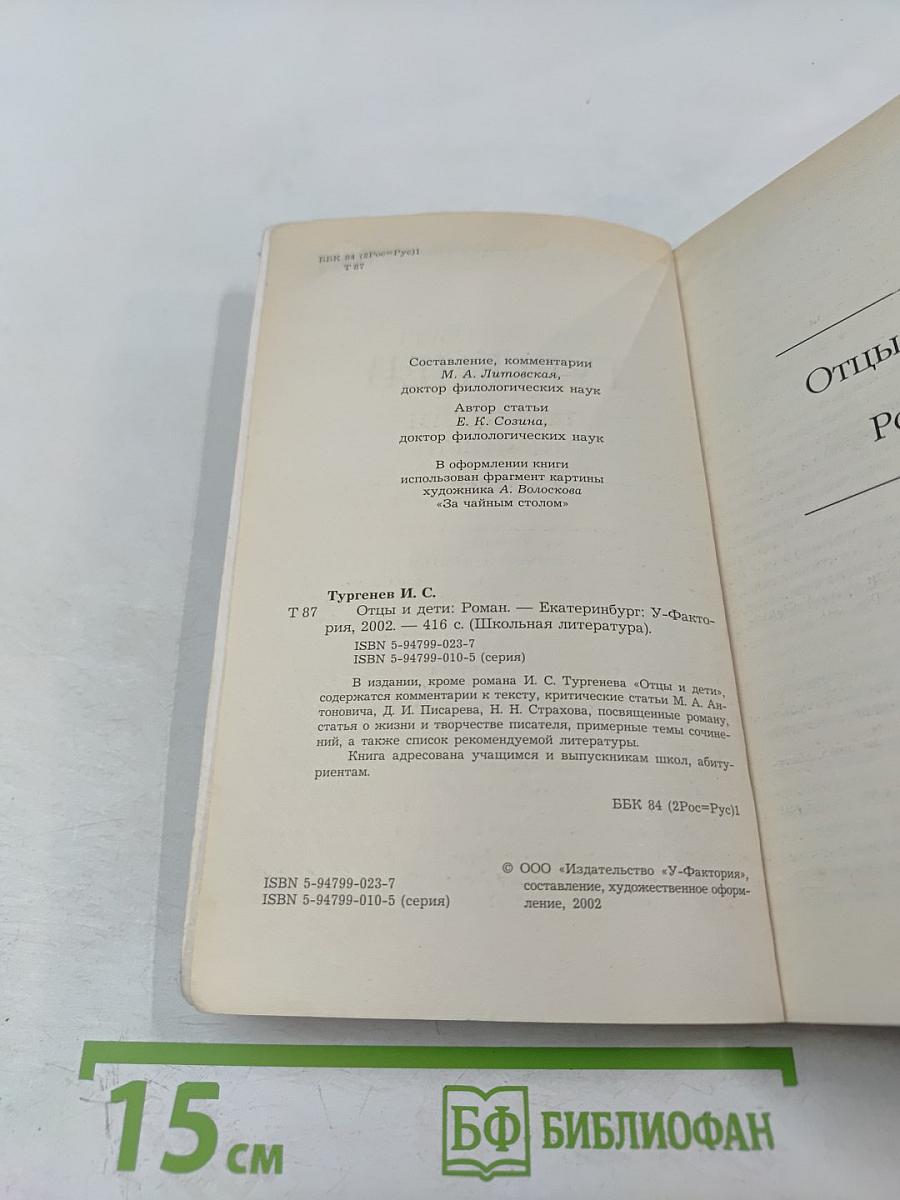 ББК 84 (2Рос=Рус)1
Т 87
Составление, комментарии
М. А. Литовская,
доктор филологических наук
Автор статьи
Е. К. Созина,
доктор филологических наук
В оформлении книги
использован фрагмент картины
художника А. Волоскова
«За чайным столом»
Тургенев И. С.
Т 87 Отцы и дети: Роман. — Екатеринбург: У-Факто-
рия, 2002. — 416 с. (Школьная литература).
ISBN 5-94799-023-7
ISBN 5-94799-010-5 (серия)
В издании, кроме романа И. С. Тургенева «Отцы и дети»,
содержатся комментарии к тексту, критические статьи М. А. Ан-
тоновича, Д. И. Писарева, Н. Н. Страхова, посвященные роману,
статья о жизни и творчестве писателя, примерные темы сочине-
ний, а также список рекомендуемой литературы.
Книга адресована учащимся и выпускникам школ, абиту-
риентам.
ББК 84 (2Рос=Рус)1
ISBN 5-94799-023-7
ISBN 5-94799-010-5 (серия)
© ООО «Издательство «У-Фактория»,
составление, художественное оформ-
ление, 2002
Отцы
Ро
15 см
БФ БИБЛИОФАН